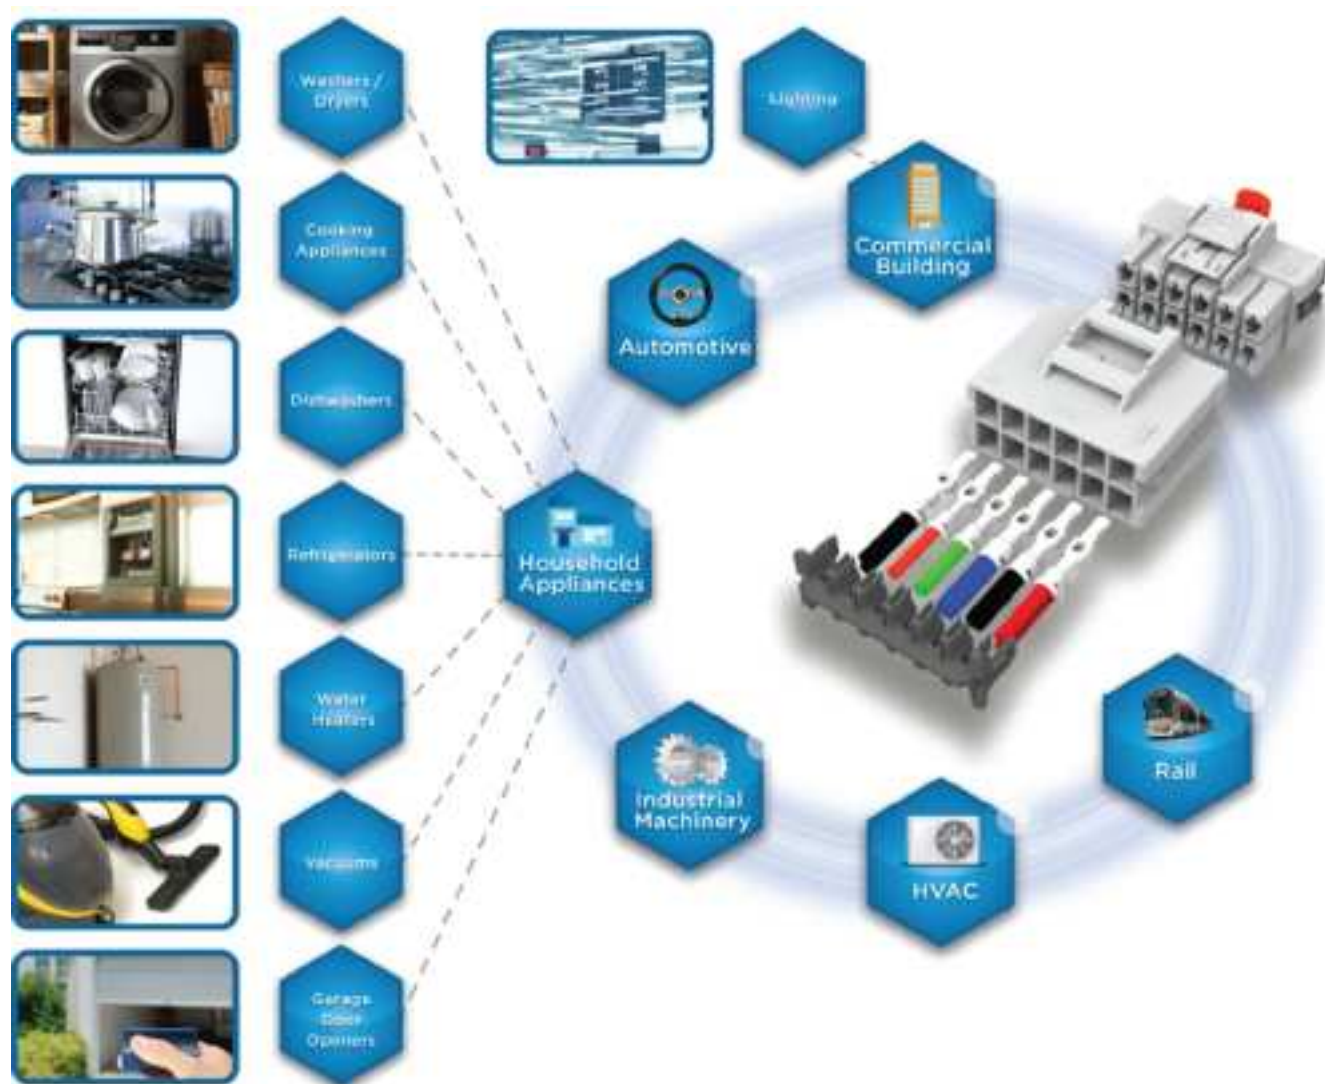 Washers /
Dryers
Lighting
Cooking
Appliances
Commercial
Building
Automotive
Dishwashers
Refrigerators
Household
Appliances
Water
Heaters
Industrial
Machinery
Rail
HVAC
Vacuums
Garage
Door
Openers